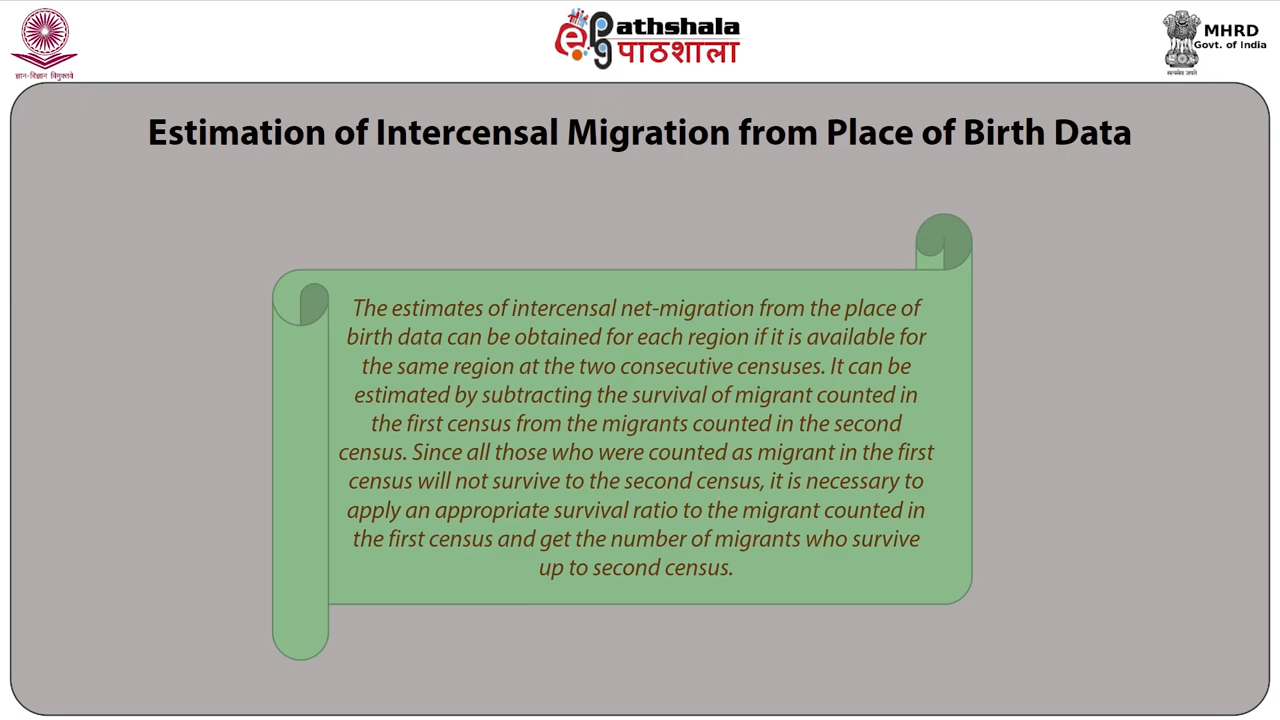 ज्ञान-विज्ञान विमुक्तये
ePGathshala
पाठशाला
MHRD
Govt. of India
सत्यमेव जयते
Estimation of Intercensal Migration from Place of Birth Data
The estimates of intercensal net-migration from the place of
birth data can be obtained for each region if it is available for
the same region at the two consecutive censuses. It can be
estimated by subtracting the survival of migrant counted in
the first census from the migrants counted in the second
census. Since all those who were counted as migrant in the first
census will not survive to the second census, it is necessary to
apply an appropriate survival ratio to the migrant counted in
the first census and get the number of migrants who survive
up to second census.